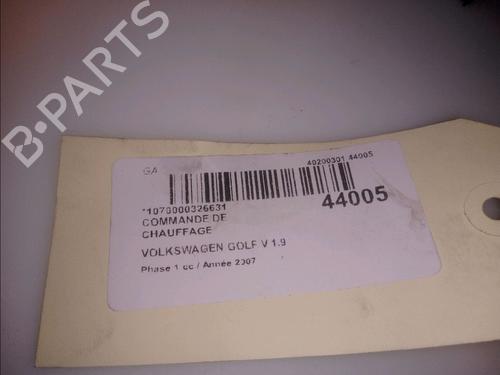 B-PARTS
GA
40200301 44005
*1070000326631
44005
COMMANDE DE
CHAUFFAGE
VOLKSWAGEN GOLF V 1.9
Phase 1 cc / Année 2007